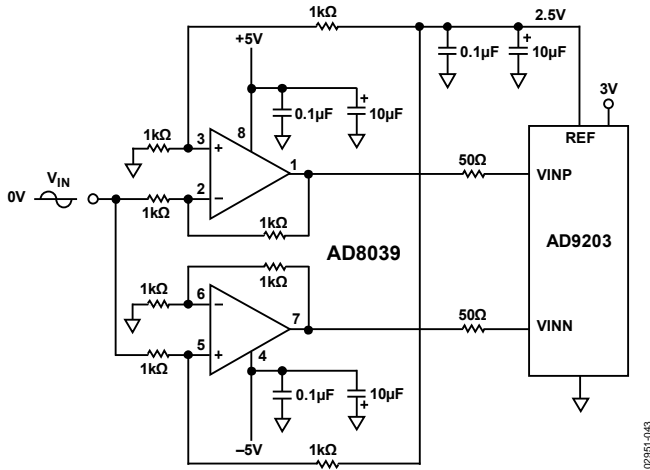 1kΩ
2.5V
+5V
0.1µF
+
10µF
3V
0.1µF
+
10µF
REF
1kΩ
3
8
+
1
50Ω
VINP
VIN
0V
1kΩ
2
−
1kΩ
AD8039
AD9203
1kΩ
1kΩ
6
−
7
50Ω
VINN
5
+
4
1kΩ
0.1µF
10µF
+
−5V
1kΩ
02951-043